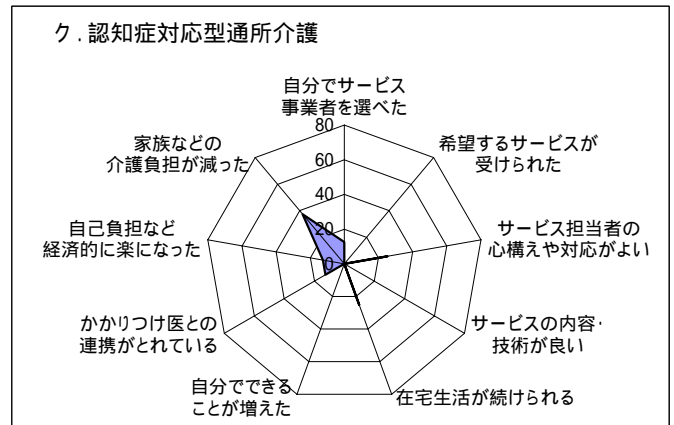 ク.認知症対応型通所介護
自分でサービス
事業者を選べた
希望するサービスが
受けられた
サービス担当者の
心構えや対応がよい
サービスの内容・
技術が良い
在宅生活が続けられる
自分でできる
ことが増えた
かかりつけ医との
連携がとれている
自己負担など
経済的に楽になった
家族などの
介護負担が減った
80
60
40
20
0